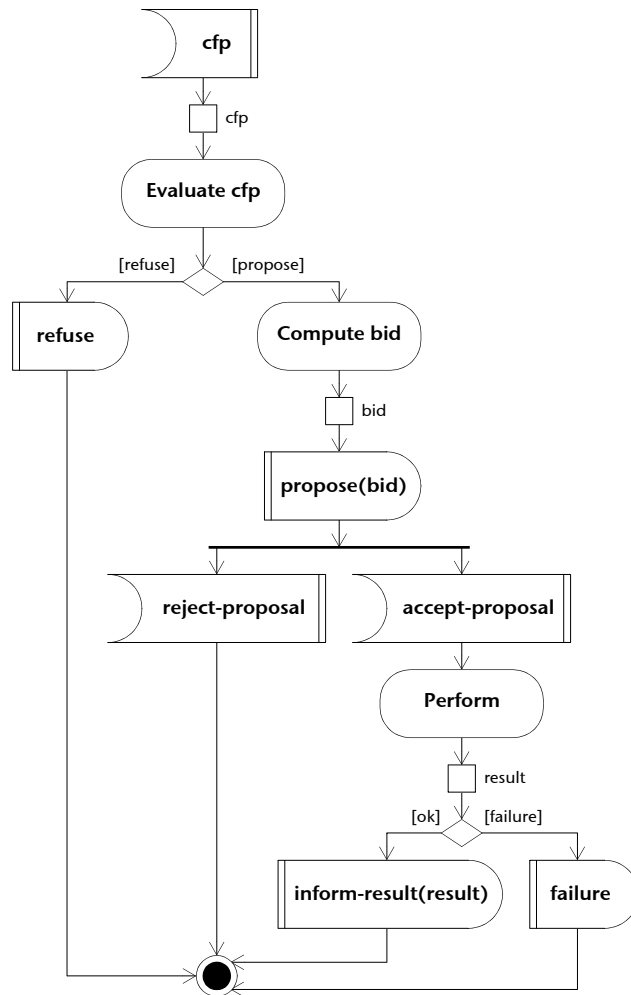 cfp
cfp
Evaluate cfp
[refuse]
[propose]
refuse
Compute bid
bid
propose(bid)
reject-proposal
accept-proposal
Perform
result
[ok]
[failure]
inform-result(result)
failure